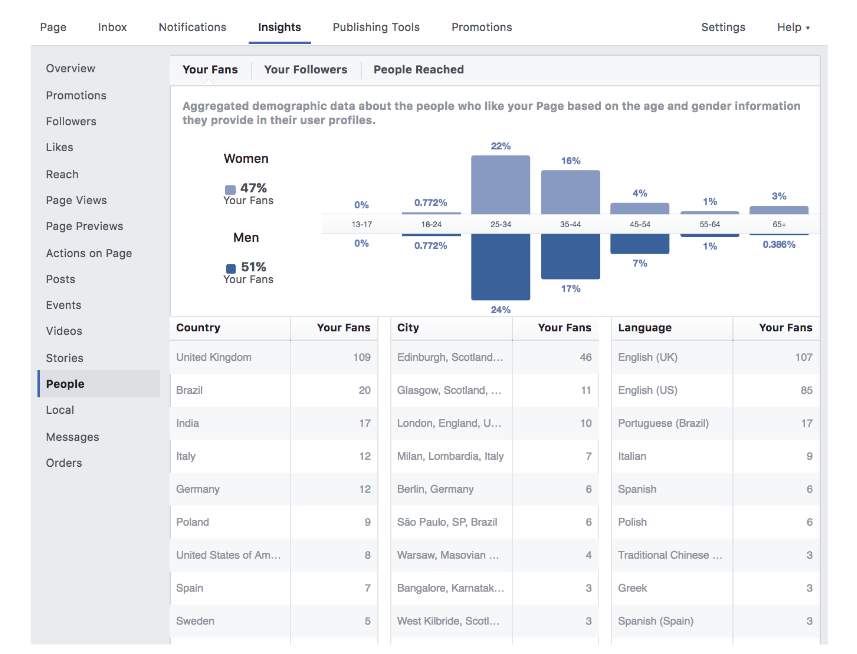 Page Inbox Notifications Insights Publishing Tools Promotions Settings Help
Overview
Promotions
Followers
Likes
Reach
Page Views
Page Previews
Actions on Page
Posts
Events
Videos
Stories
People
Local
Messages
Orders
Your Fans Your Followers People Reached
Aggregated demographic data about the people who like your Page based on the age and gender information
they provide in their user profiles.
Women
47%
Your Fans
Men
51%
Your Fans
0% 0.772% 22% 16% 4% 1% 3%
13-17 18-24 25-34 35-44 45-54 55-64 65+
0% 0.772% 24% 17% 7% 1% 0.386%
Country Your Fans City Your Fans Language Your Fans
United Kingdom 109 Edinburgh, Scotland... 46 English (UK) 107
Brazil 20 Glasgow, Scotland, ... 11 English (US) 85
India 17 London, England, U... 10 Portuguese (Brazil) 17
Italy 12 Milan, Lombardia, Italy 7 Italian 9
Germany 12 Berlin, Germany 6 Spanish 6
Poland 9 São Paulo, SP, Brazil 6 Polish 6
United States of Am... 8 Warsaw, Masovian ... 4 Traditional Chinese ... 3
Spain 7 Bangalore, Karnatak... 3 Greek 3
Sweden 5 West Kilbride, Scotl... 3 Spanish (Spain) 3